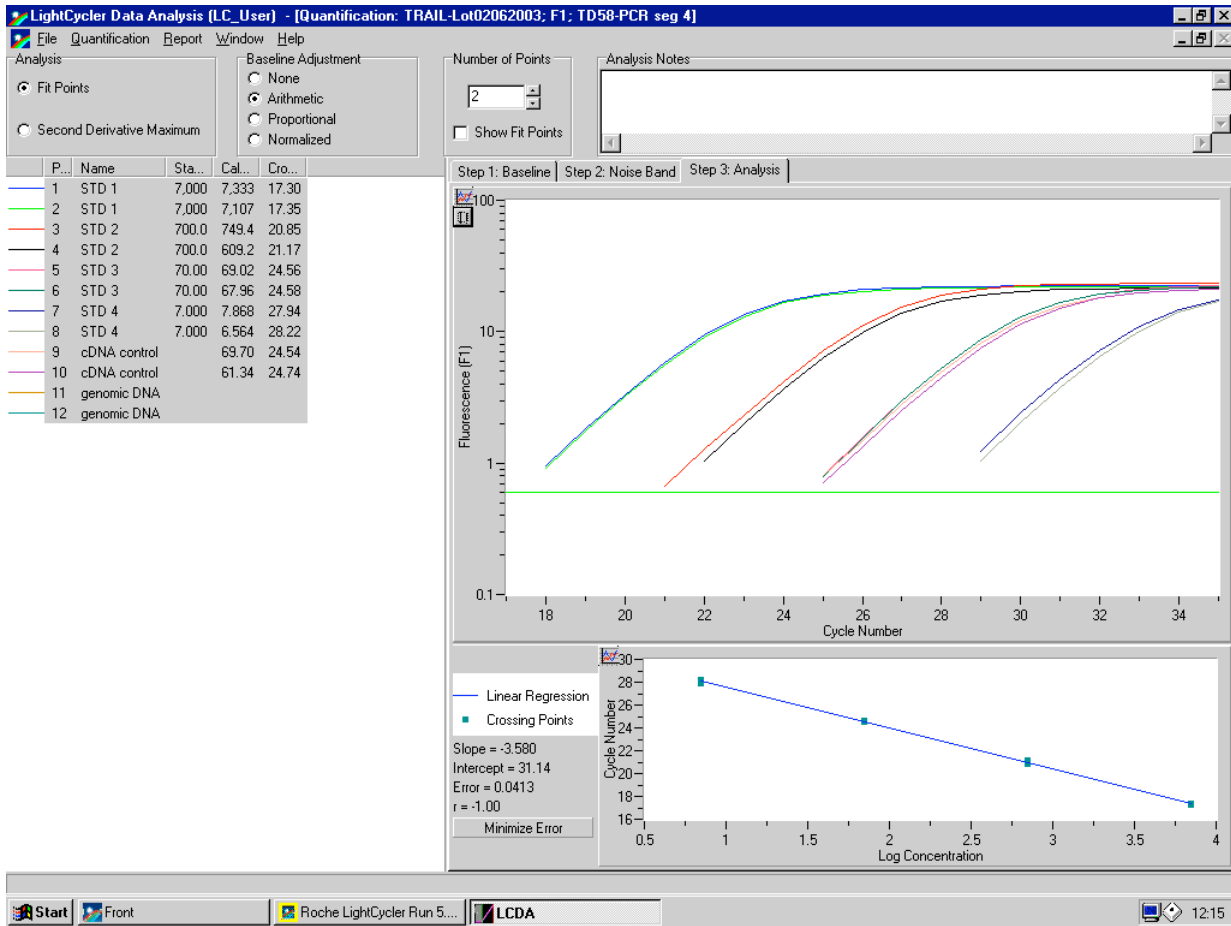 LightCycler Data Analysis (LC_User) - [Quantification: TRAIL-Lot02062003; F1; TD58-PCR seg 4]
File Quantification Report Window Help
Analysis
Fit Points
Second Derivative Maximum
Baseline Adjustment
None
Arithmetic
Proportional
Normalized
Number of Points
2
Show Fit Points
Analysis Notes
P... Name Sta... Cal... Cro...
1 STD 1 7,000 7,333 17.30
2 STD 1 7,000 7,107 17.35
3 STD 2 700.0 749.4 20.85
4 STD 2 700.0 609.2 21.17
5 STD 3 70.00 69.02 24.56
6 STD 3 70.00 67.96 24.58
7 STD 4 7.000 7.868 27.94
8 STD 4 7.000 6.564 28.22
9 cDNA control 69.70 24.54
10 cDNA control 61.34 24.74
11 genomic DNA
12 genomic DNA
Step 1: Baseline Step 2: Noise Band Step 3: Analysis
100
10
1
0.1
Fluorescence (F1)
18 20 22 24 26 28 30 32 34
Cycle Number
Linear Regression
Crossing Points
Slope = -3.580
Intercept = 31.14
Error = 0.0413
r = -1.00
Minimize Error
30
28
26
24
22
20
18
16
Cycle Number
0.5 1 1.5 2 2.5 3 3.5 4
Log Concentration
Start Front Roche LightCycler Run 5.... LCDA 12:15